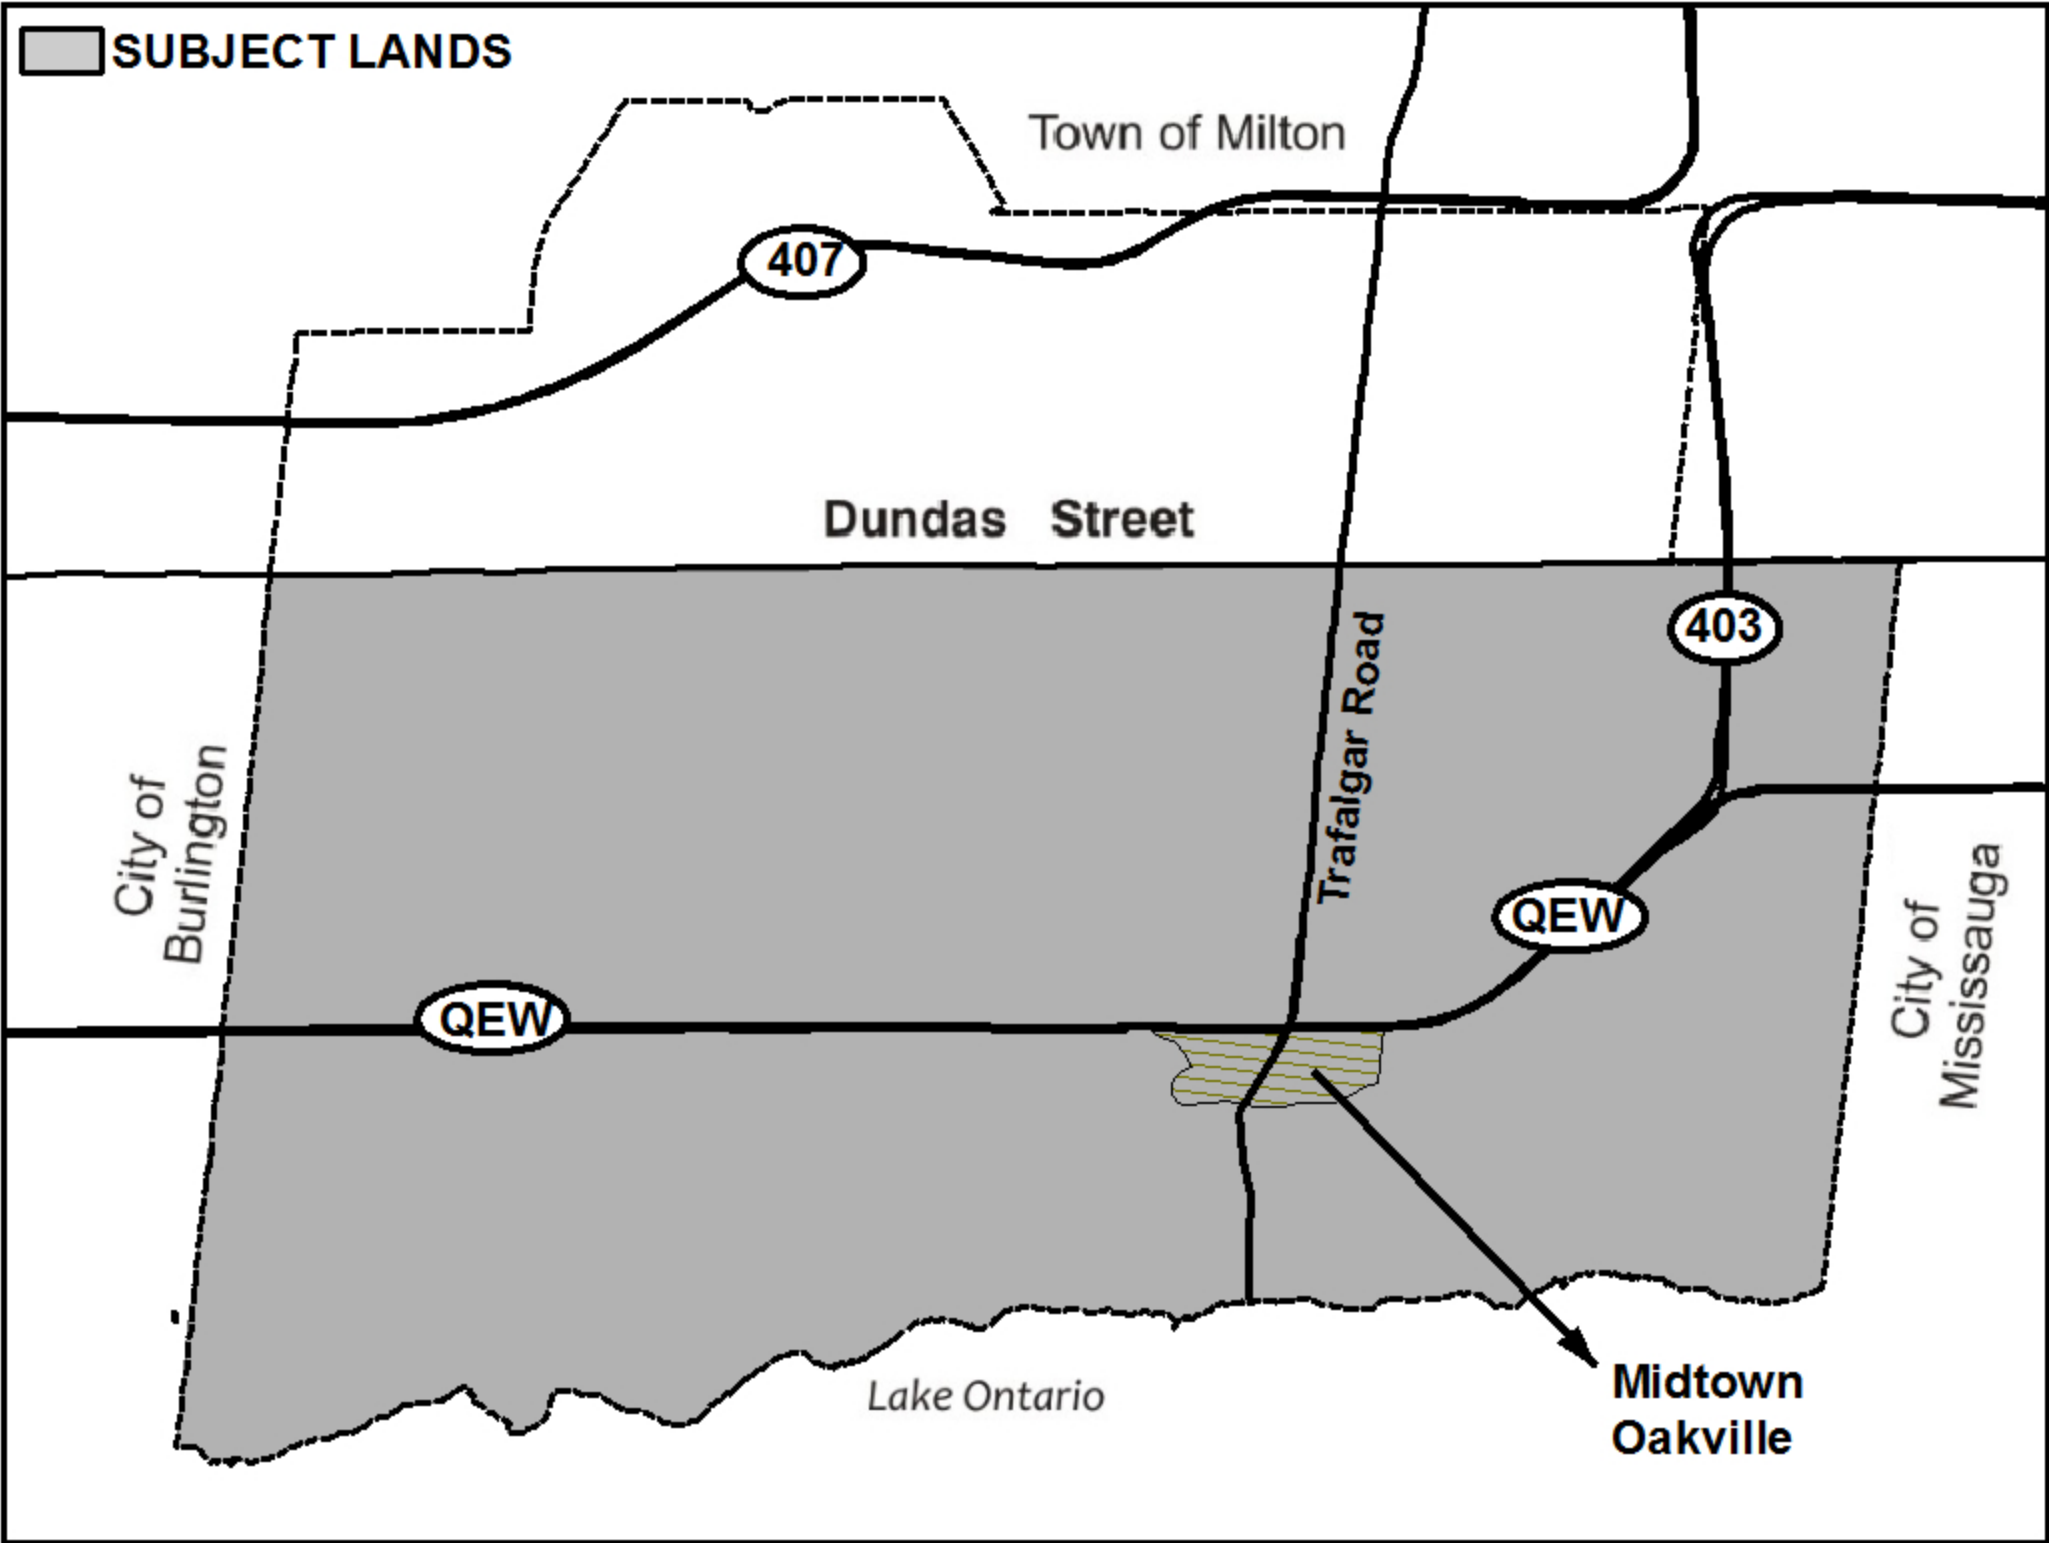 SUBJECT LANDS
Town of Milton
407
Dundas Street
403
Trafalgar Road
City of
Burlington
QEW
City of
Mississauga
QEW
Lake Ontario
Midtown
Oakville